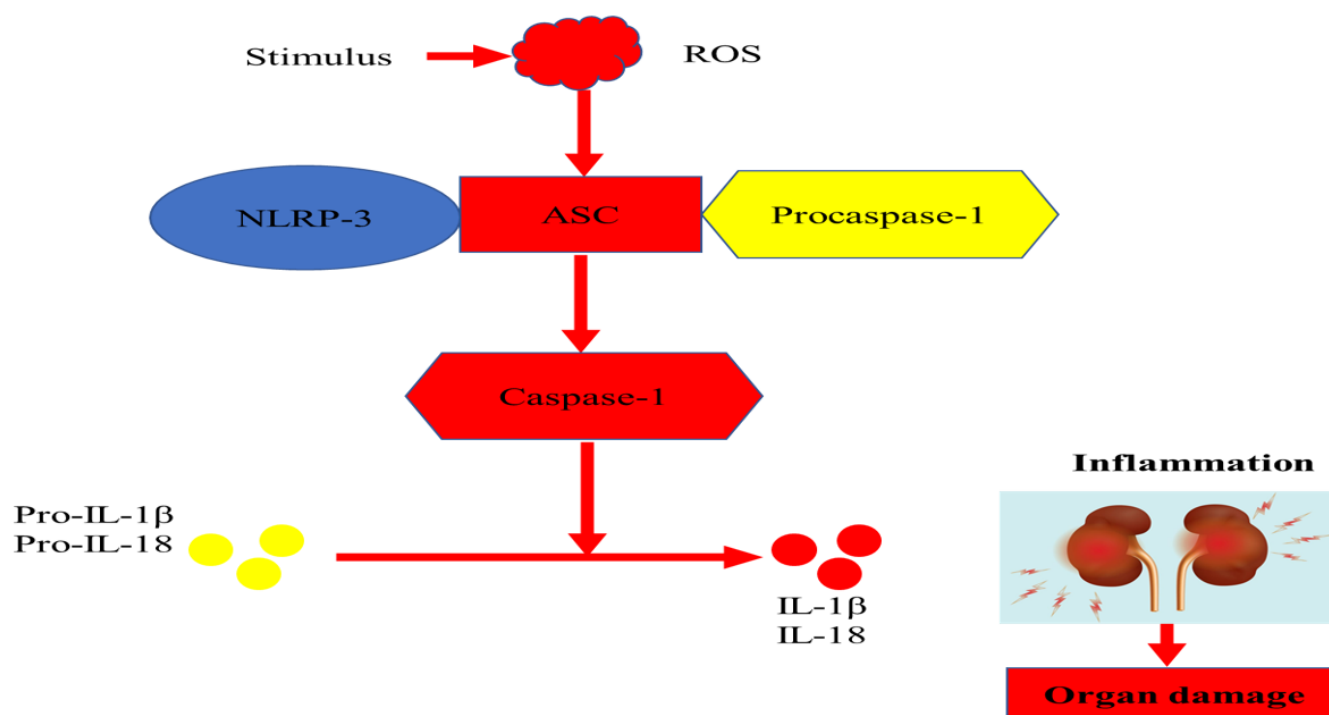 Stimulus
ROS
NLRP-3
ASC
Procaspase-1
Caspase-1
Inflammation
Pro-IL-1β
Pro-IL-18
IL-1β
IL-18
Organ damage